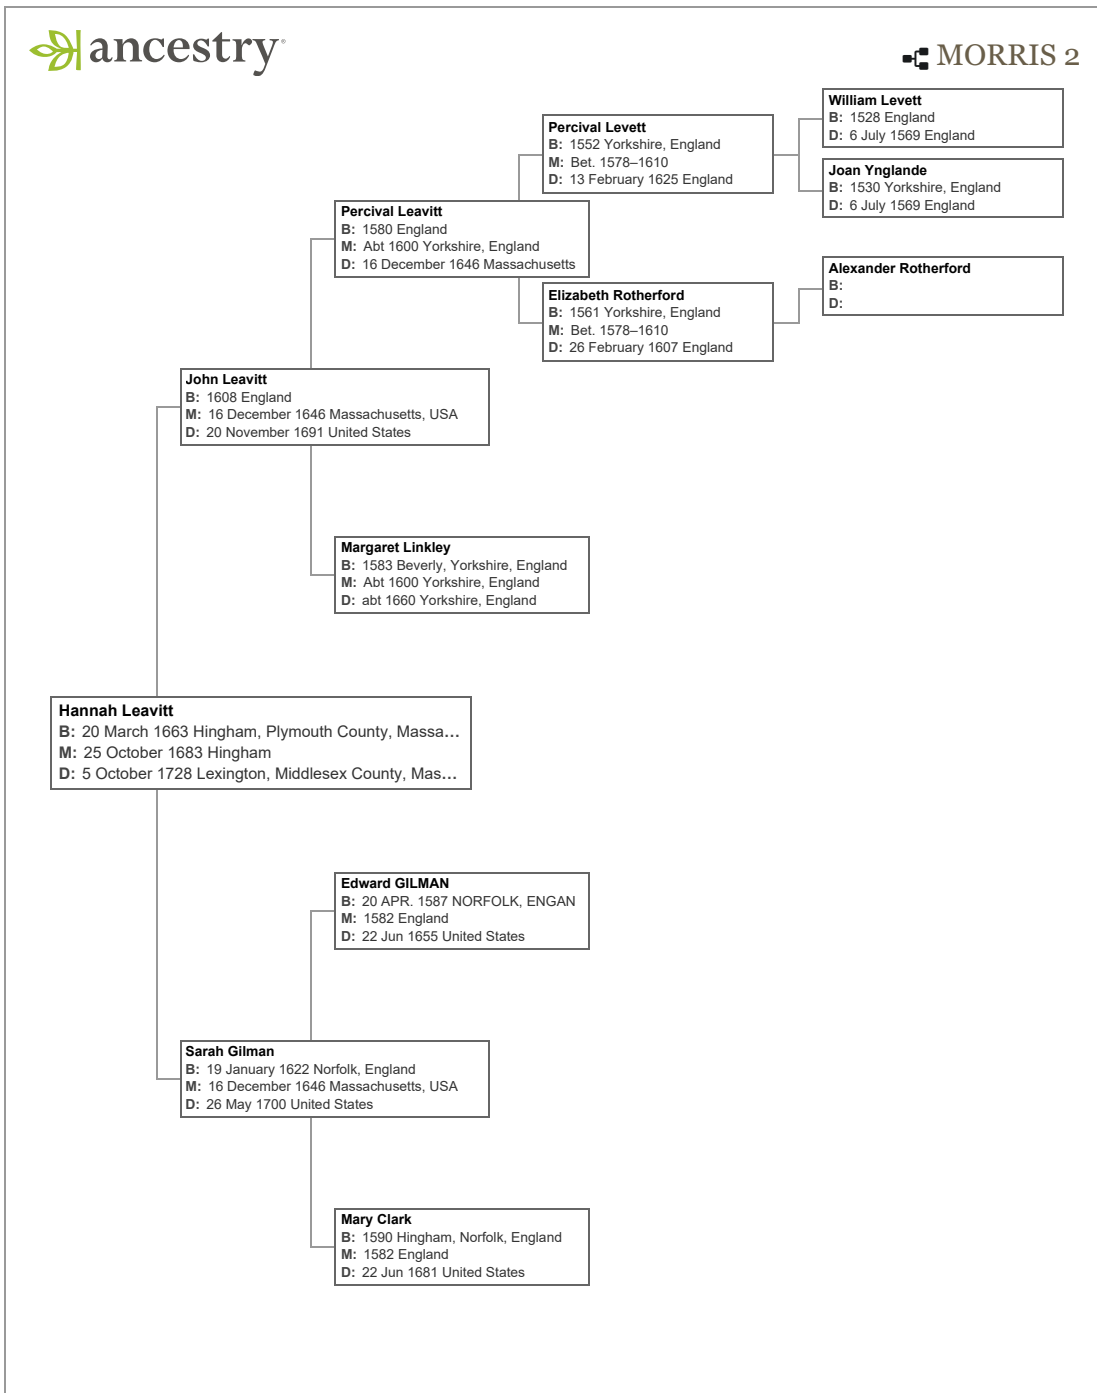 ancestry®
MORRIS 2
William Levett
B: 1528 England
D: 6 July 1569 England
Percival Levett
B: 1552 Yorkshire, England
M: Bet. 1578–1610
D: 13 February 1625 England
Joan Ynglande
B: 1530 Yorkshire, England
D: 6 July 1569 England
Percival Leavitt
B: 1580 England
M: Abt 1600 Yorkshire, England
D: 16 December 1646 Massachusetts
Alexander Rotherford
B:
D:
Elizabeth Rotherford
B: 1561 Yorkshire, England
M: Bet. 1578–1610
D: 26 February 1607 England
John Leavitt
B: 1608 England
M: 16 December 1646 Massachusetts, USA
D: 20 November 1691 United States
Margaret Linkley
B: 1583 Beverly, Yorkshire, England
M: Abt 1600 Yorkshire, England
D: abt 1660 Yorkshire, England
Hannah Leavitt
B: 20 March 1663 Hingham, Plymouth County, Massa…
M: 25 October 1683 Hingham
D: 5 October 1728 Lexington, Middlesex County, Mas…
Edward GILMAN
B: 20 APR. 1587 NORFOLK, ENGAN
M: 1582 England
D: 22 Jun 1655 United States
Sarah Gilman
B: 19 January 1622 Norfolk, England
M: 16 December 1646 Massachusetts, USA
D: 26 May 1700 United States
Mary Clark
B: 1590 Hingham, Norfolk, England
M: 1582 England
D: 22 Jun 1681 United States